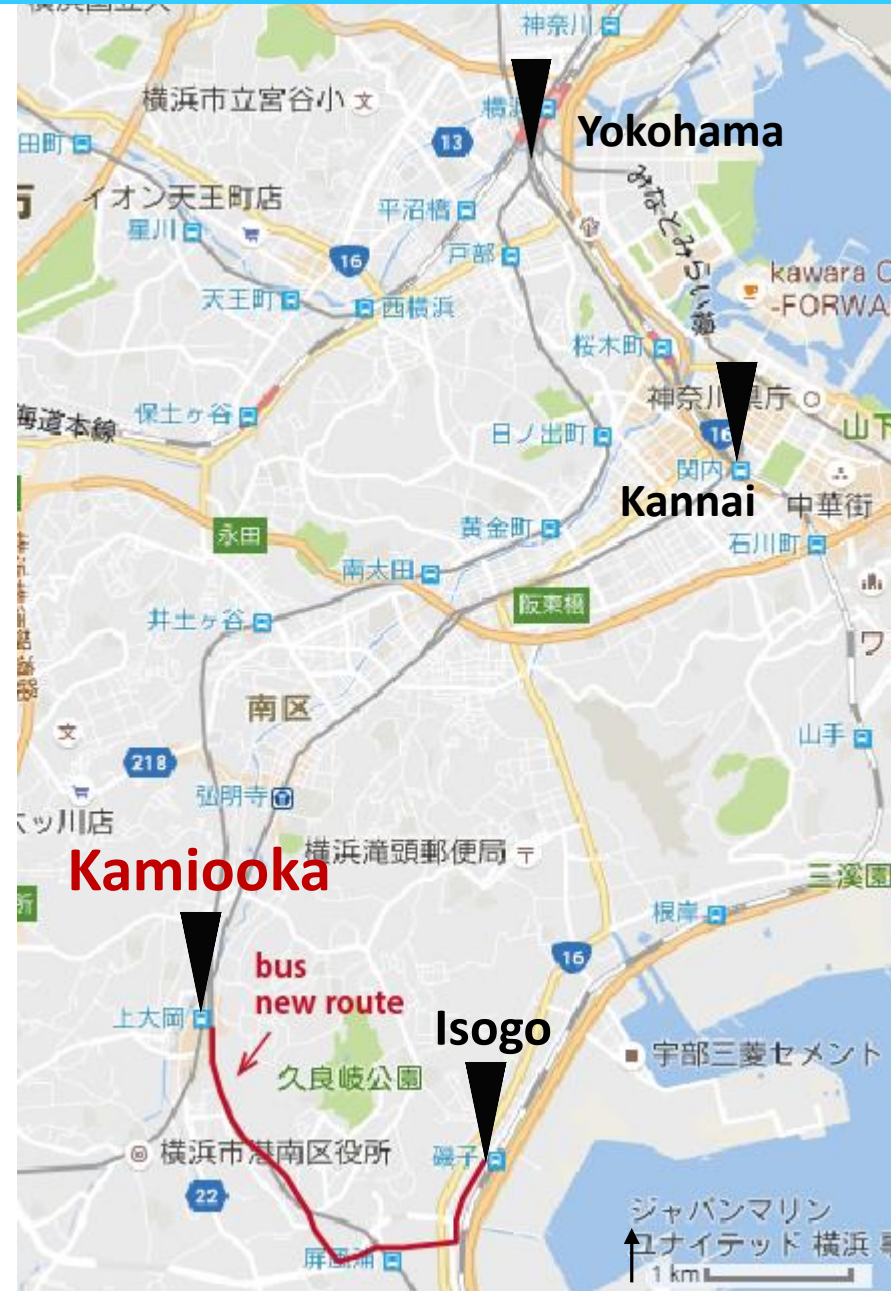 神奈川
横浜市立宮谷小
横浜
13
Yokohama
田町
イオン天王町店
平沼橋
みなとみらい線
星川
戸部
16
kawara C
-FORWA
天王町
西横浜
桜木町
神奈川県庁
海道本線
保土ヶ谷
日ノ出町
16
山下
関内
Kannai
中華街
黄金町
永田
石川町
南太田
阪東橋
井土ヶ谷
ワ
南区
山手
218
弘明寺
ッ川店
横浜滝頭郵便局
Kamiooka
三溪園
所
根岸
bus
new route
16
上大岡
Isogo
宇部三菱セメント
久良岐公園
横浜市港南区役所
磯子
22
ジャパンマリン
ユナイテッド 横浜 事
屏風浦
1 km